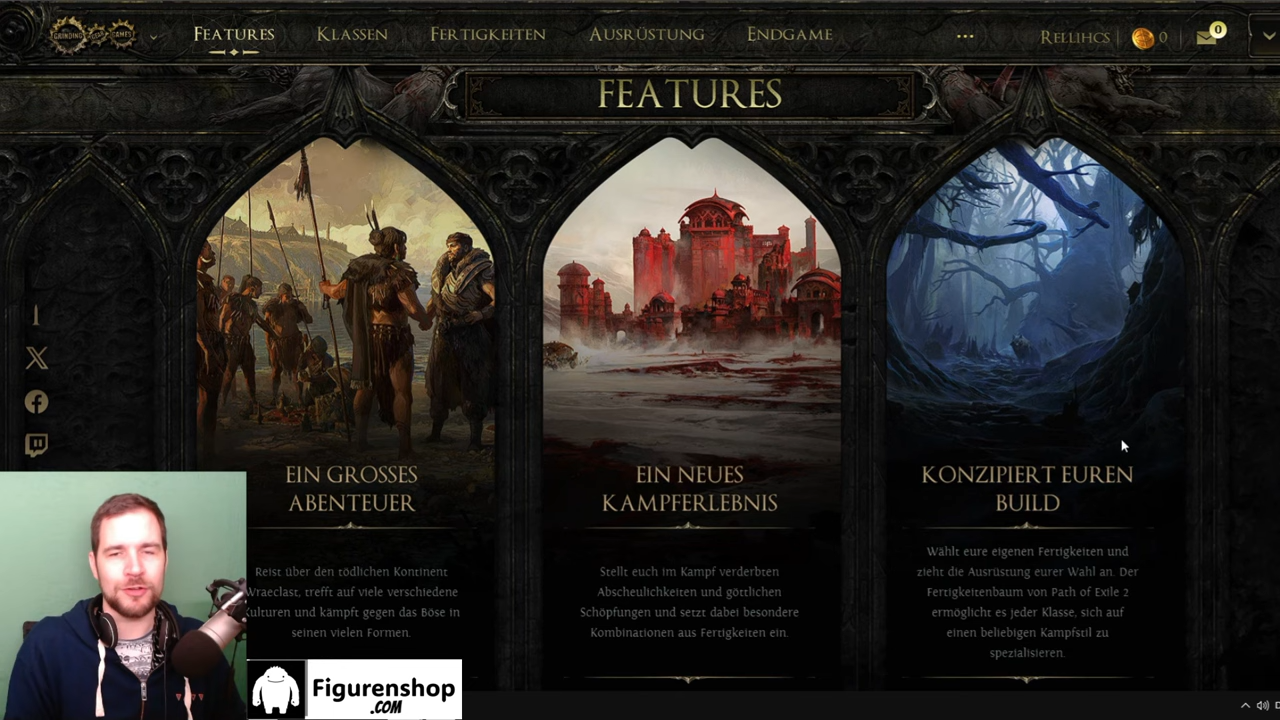 GRINDING GEAR GAMES
FEATURES
KLASSEN
FERTIGKEITEN
AUSRÜSTUNG
ENDGAME
...
RELLIHCS
0
0
FEATURES
EIN GROSSES
ABENTEUER
Reist über den tödlichen Kontinent
Wraeclast, trefft auf viele verschiedene
Kulturen und kämpft gegen das Böse in
seinen vielen Formen.
EIN NEUES
KAMPFERLEBNIS
Stellt euch im Kampf verderbten
Abscheulichkeiten und göttlichen
Schöpfungen und setzt dabei besondere
Kombinationen aus Fertigkeiten ein.
KONZIPIERT EUREN
BUILD
Wählt eure eigenen Fertigkeiten und
zieht die Ausrüstung eurer Wahl an. Der
Fertigkeitenbaum von Path of Exile 2
ermöglicht es jeder Klasse, sich auf
einen beliebigen Kampfstil zu
spezialisieren.
Figurenshop
.COM